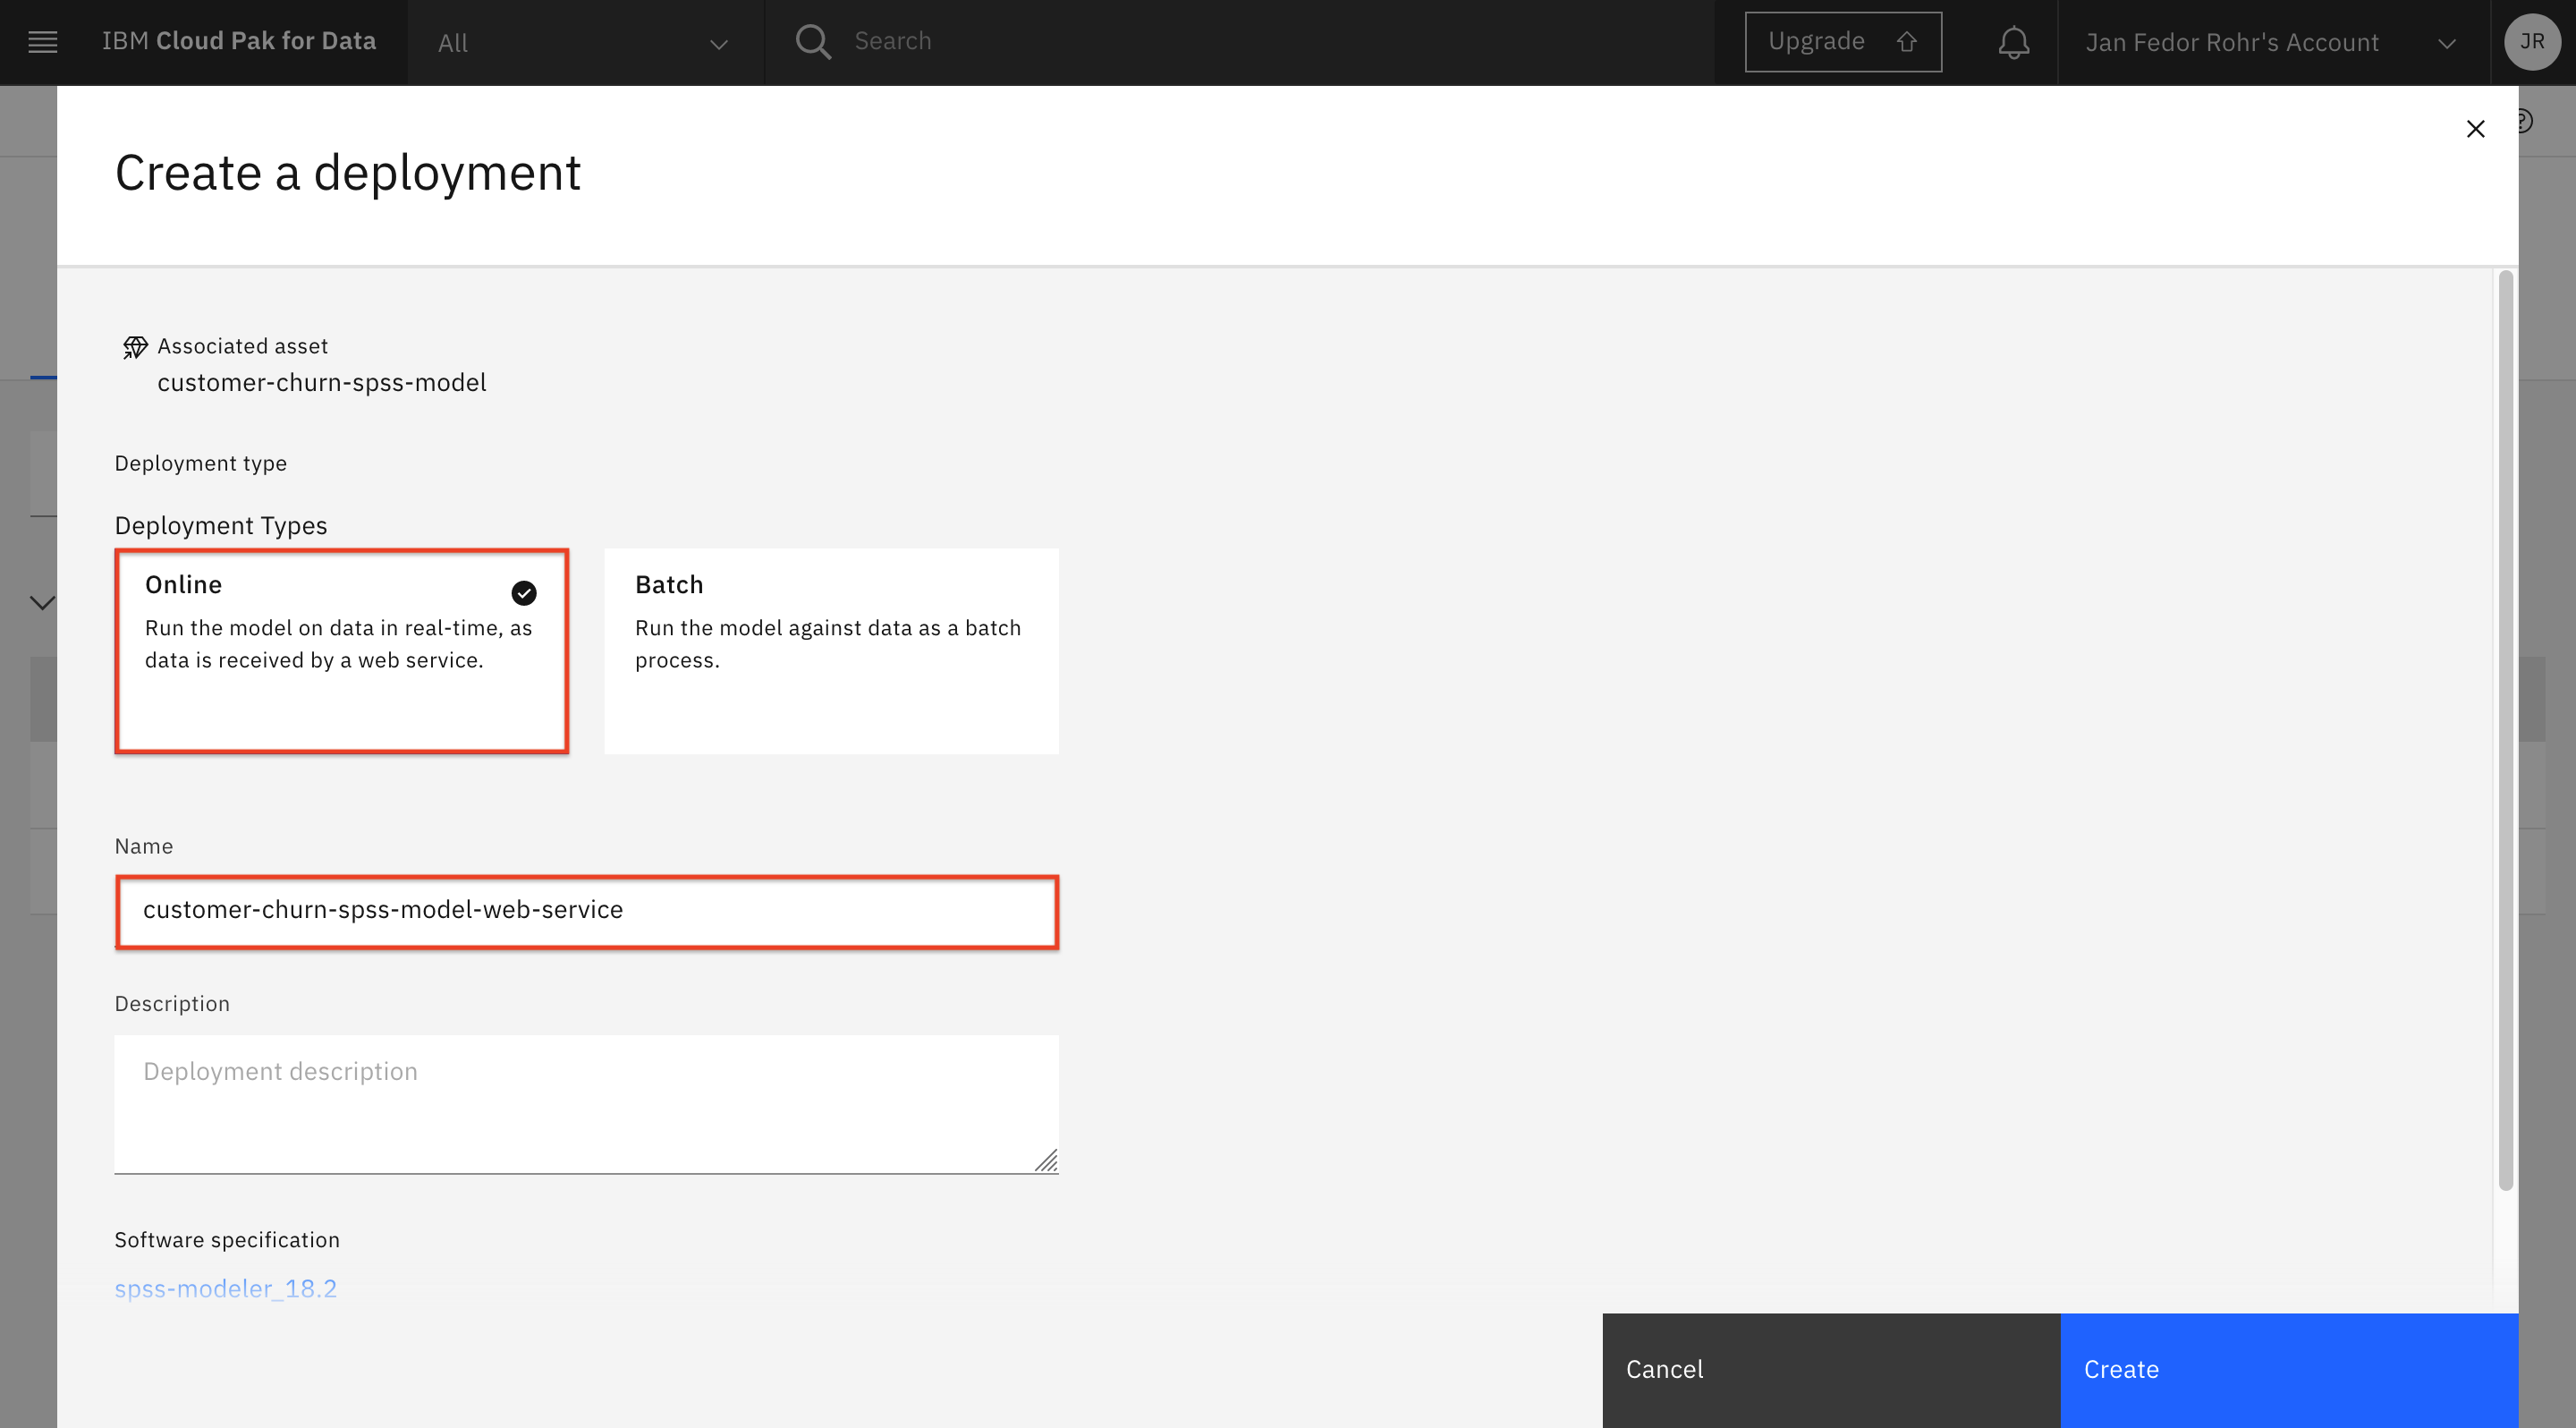 IBM Cloud Pak for Data
All
Search
Upgrade
Jan Fedor Rohr's Account
JR
Create a deployment
Associated asset
customer-churn-spss-model
Deployment type
Deployment Types
Online
Run the model on data in real-time, as
data is received by a web service.
Batch
Run the model against data as a batch
process.
Name
customer-churn-spss-model-web-service
Description
Deployment description
Software specification
spss-modeler_18.2
Cancel
Create